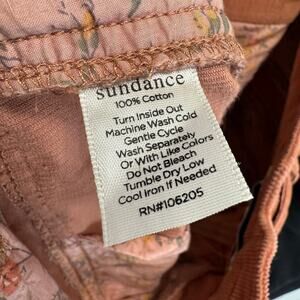 sundance
100% Cotton
Turn Inside Out
Machine Wash Cold
Gentle Cycle
Wash Separately
Or With Like Colors
Do Not Bleach
Tumble Dry Low
Cool Iron If Needed
RN#106205